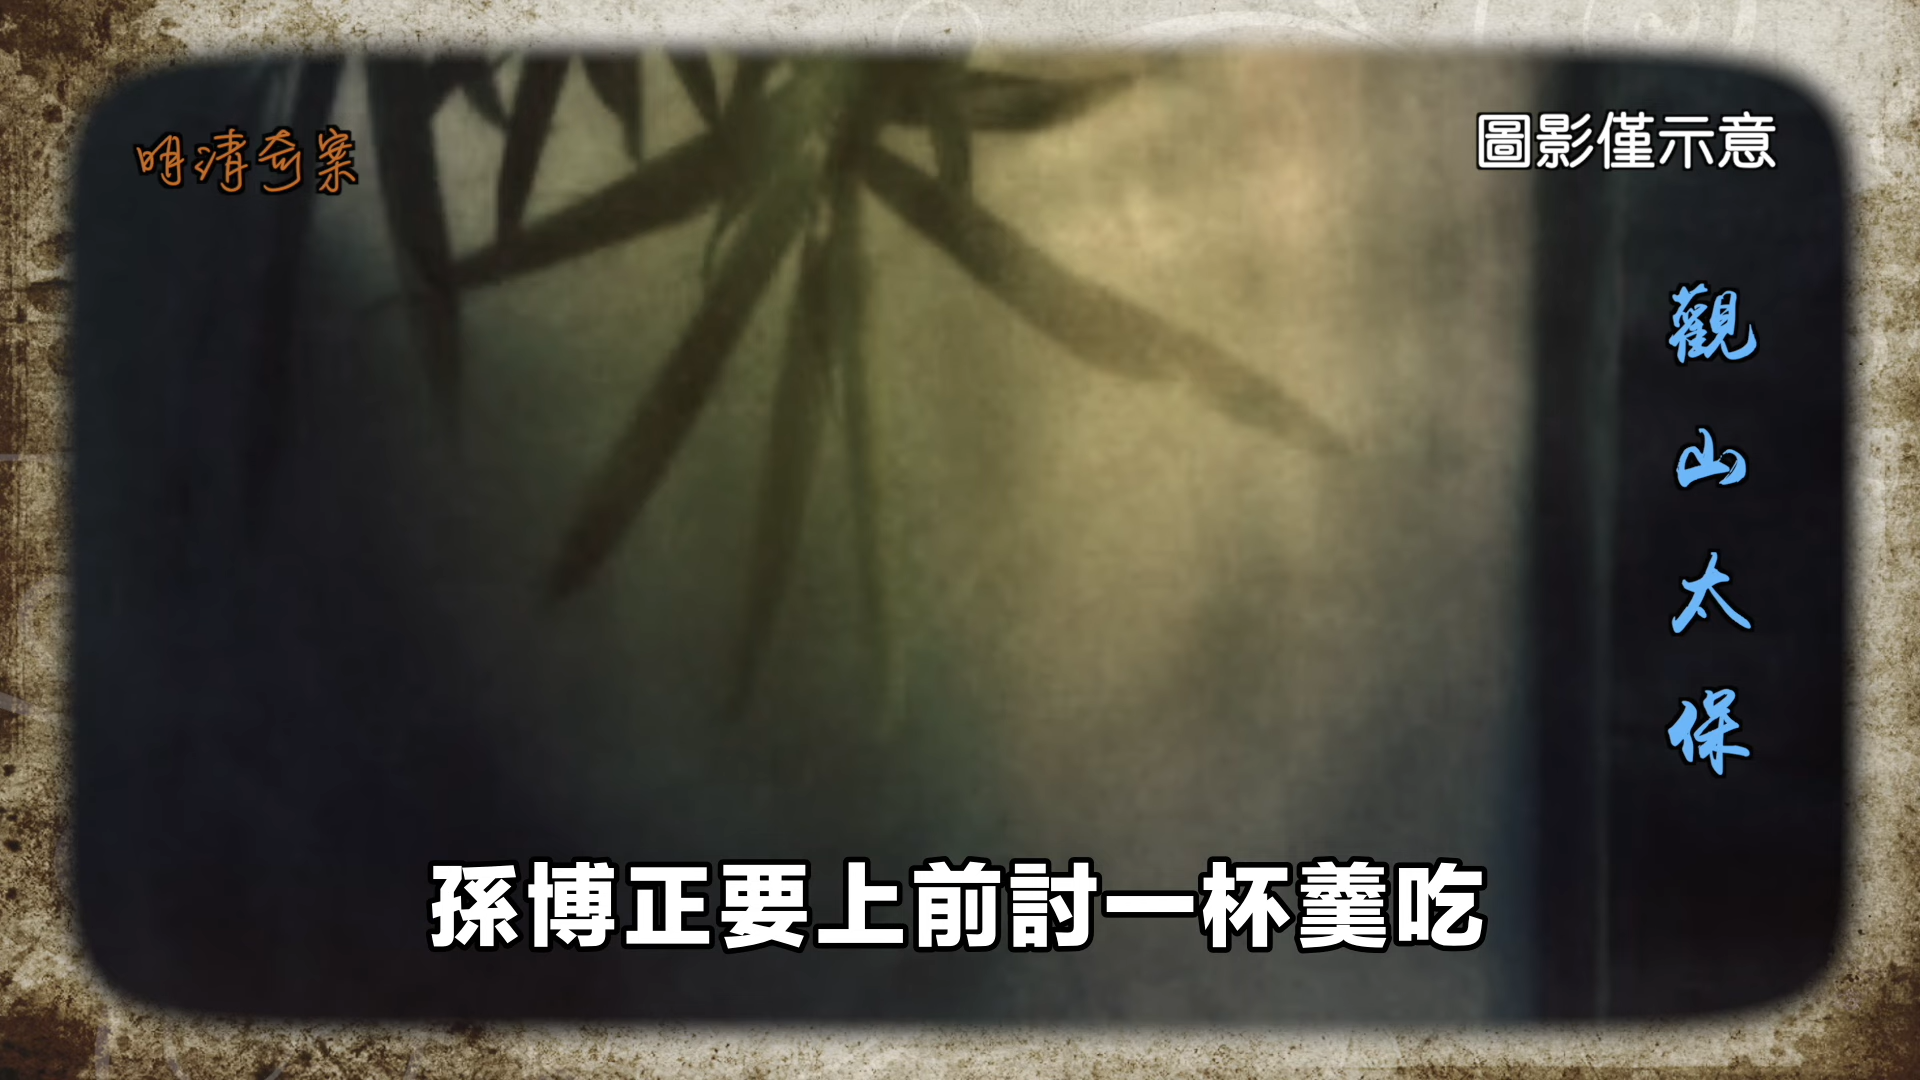 明清奇案
圖影僅示意
觀山太保
孫博正要上前討一杯羹吃